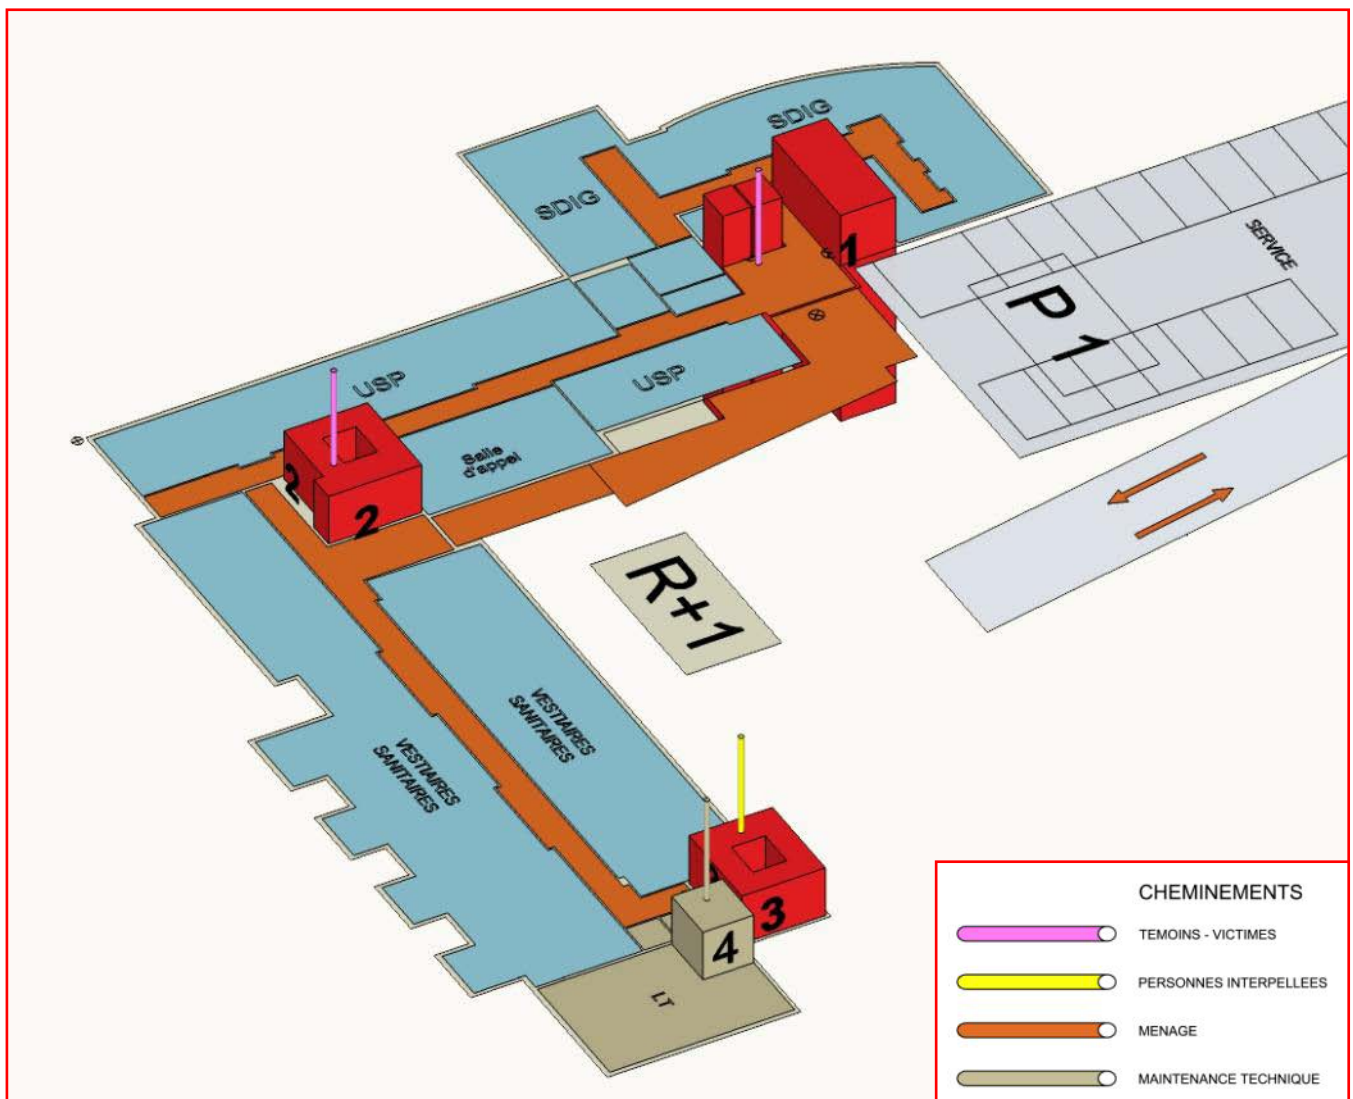 SDIG
SDIG
1
SERVICE
P 1
USP
USP
Salle
d'appel
2
2
R+1
VESTIAIRES
SANITAIRES
VESTIAIRES
SANITAIRES
3
4
LT
CHEMINEMENTS
TEMOINS - VICTIMES
PERSONNES INTERPELLEES
MENAGE
MAINTENANCE TECHNIQUE